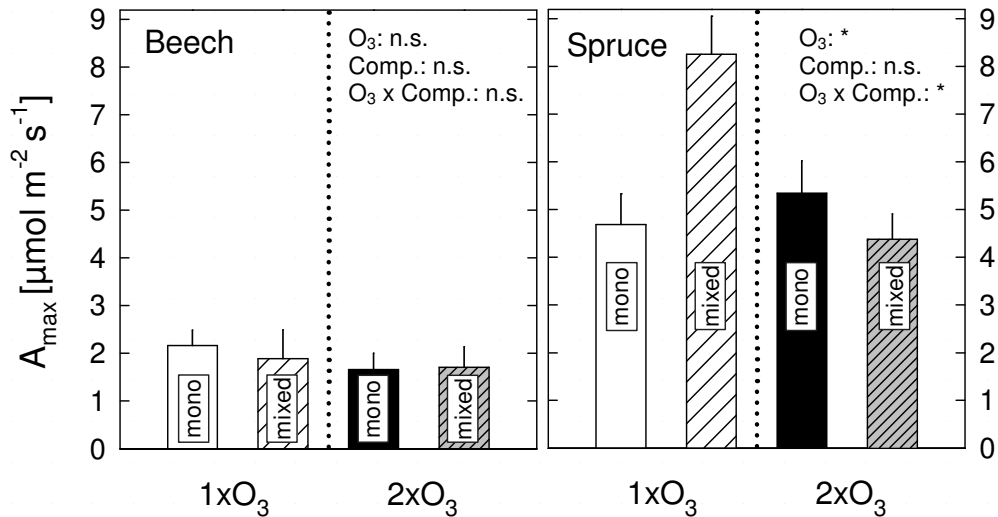 A_max [µmol m⁻² s⁻¹]
9
8
7
6
5
4
3
2
1
0
Beech
O₃: n.s.
Comp.: n.s.
O₃ x Comp.: n.s.
mono
mixed
mono
mixed
1xO₃
2xO₃
Spruce
O₃: *
Comp.: n.s.
O₃ x Comp.: *
mono
mixed
mono
mixed
1xO₃
2xO₃
9
8
7
6
5
4
3
2
1
0